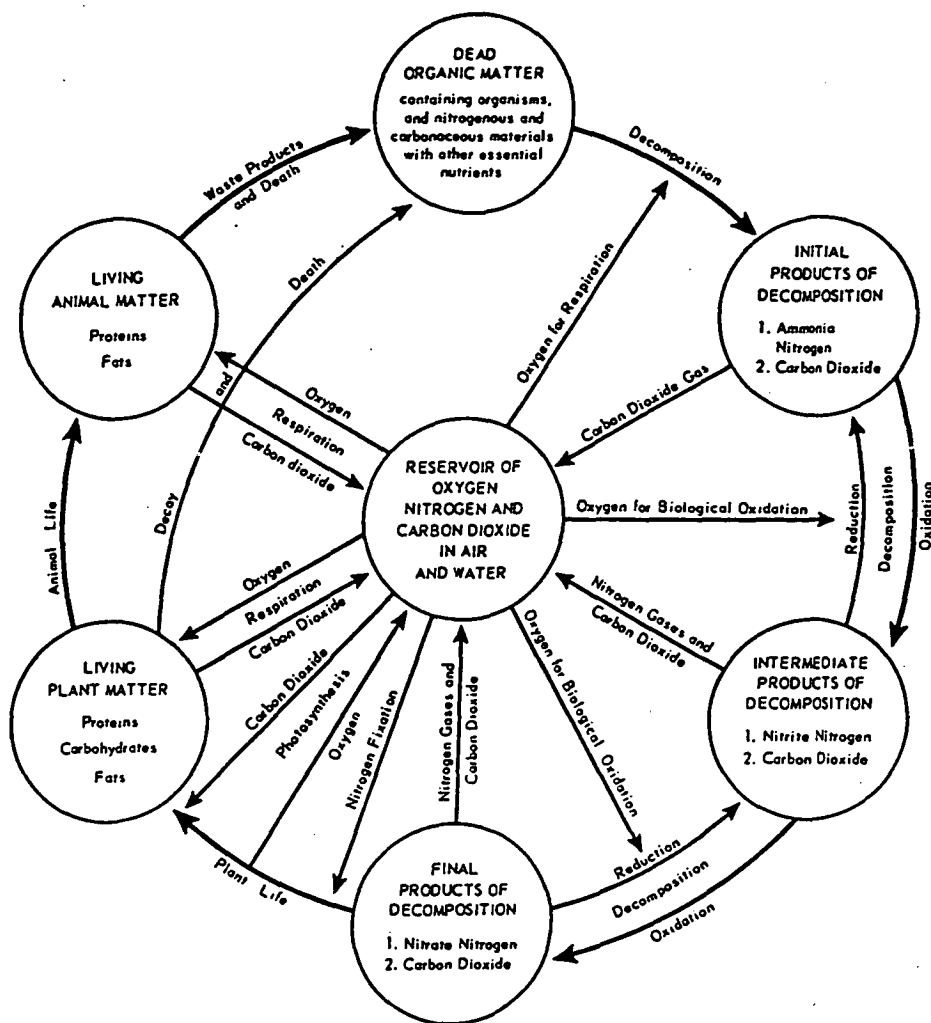 DEAD
ORGANIC MATTER
containing organisms,
and nitrogenous and
carbonaceous materials
with other essential
nutrients
Decomposition
Waste Products
and Death
LIVING
ANIMAL MATTER
Proteins
Fats
Death
and
Decay
Oxygen for Respiration
INITIAL
PRODUCTS OF
DECOMPOSITION
1. Ammonia
Nitrogen
2. Carbon Dioxide
Oxygen
Respiration
Carbon dioxide
Carbon Dioxide Gas
RESERVOIR OF
OXYGEN
NITROGEN AND
CARBON DIOXIDE
IN AIR
AND WATER
Oxygen for Biological Oxidation
Reduction
Decomposition
Oxidation
Animal Life
Oxygen
Respiration
Carbon Dioxide
Nitrogen Gases and
Carbon Dioxide
LIVING
PLANT MATTER
Proteins
Carbohydrates
Fats
Carbon Dioxide
Photosynthesis
Oxygen
Nitrogen Fixation
Nitrogen Gases and
Carbon Dioxide
Oxygen for Biological
Oxidation
INTERMEDIATE
PRODUCTS OF
DECOMPOSITION
1. Nitrite Nitrogen
2. Carbon Dioxide
Plant Life
FINAL
PRODUCTS OF
DECOMPOSITION
1. Nitrate Nitrogen
2. Carbon Dioxide
Reduction
Decomposition
Oxidation